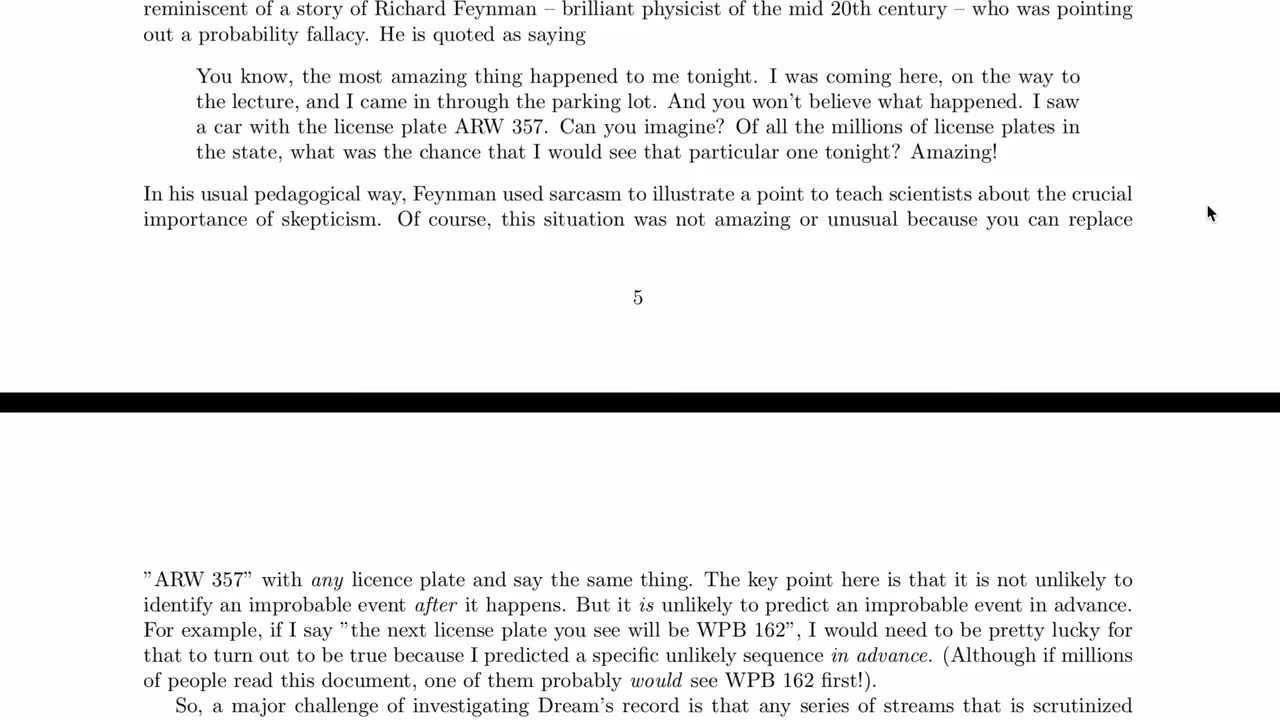 reminiscent of a story of Richard Feynman – brilliant physicist of the mid 20th century – who was pointing
out a probability fallacy. He is quoted as saying
You know, the most amazing thing happened to me tonight. I was coming here, on the way to
the lecture, and I came in through the parking lot. And you won't believe what happened. I saw
a car with the license plate ARW 357. Can you imagine? Of all the millions of license plates in
the state, what was the chance that I would see that particular one tonight? Amazing!
In his usual pedagogical way, Feynman used sarcasm to illustrate a point to teach scientists about the crucial
importance of skepticism. Of course, this situation was not amazing or unusual because you can replace
5
”ARW 357” with any licence plate and say the same thing. The key point here is that it is not unlikely to
identify an improbable event after it happens. But it is unlikely to predict an improbable event in advance.
For example, if I say ”the next license plate you see will be WPB 162”, I would need to be pretty lucky for
that to turn out to be true because I predicted a specific unlikely sequence in advance. (Although if millions
of people read this document, one of them probably would see WPB 162 first!).
So, a major challenge of investigating Dream's record is that any series of streams that is scrutinized